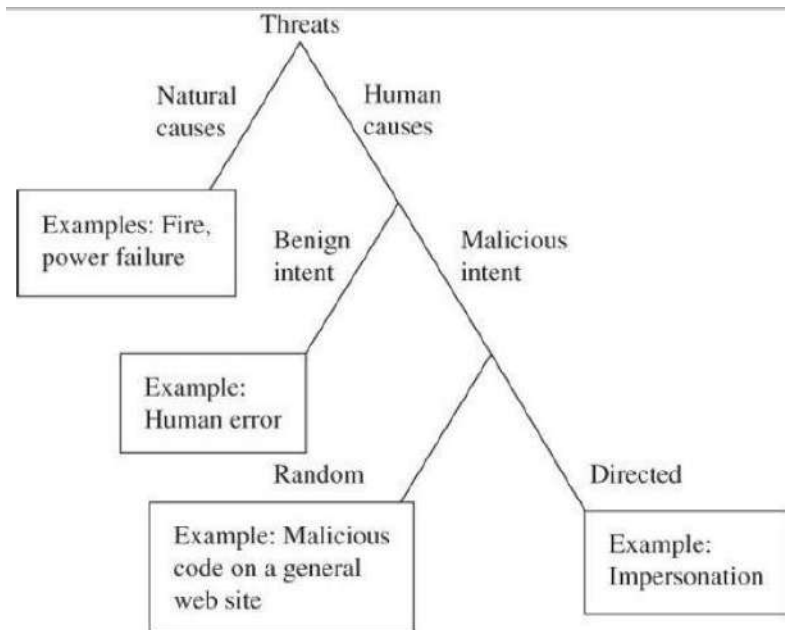 Threats
Natural
causes
Human
causes
Examples: Fire,
power failure
Benign
intent
Malicious
intent
Example:
Human error
Random
Directed
Example: Malicious
code on a general
web site
Example:
Impersonation